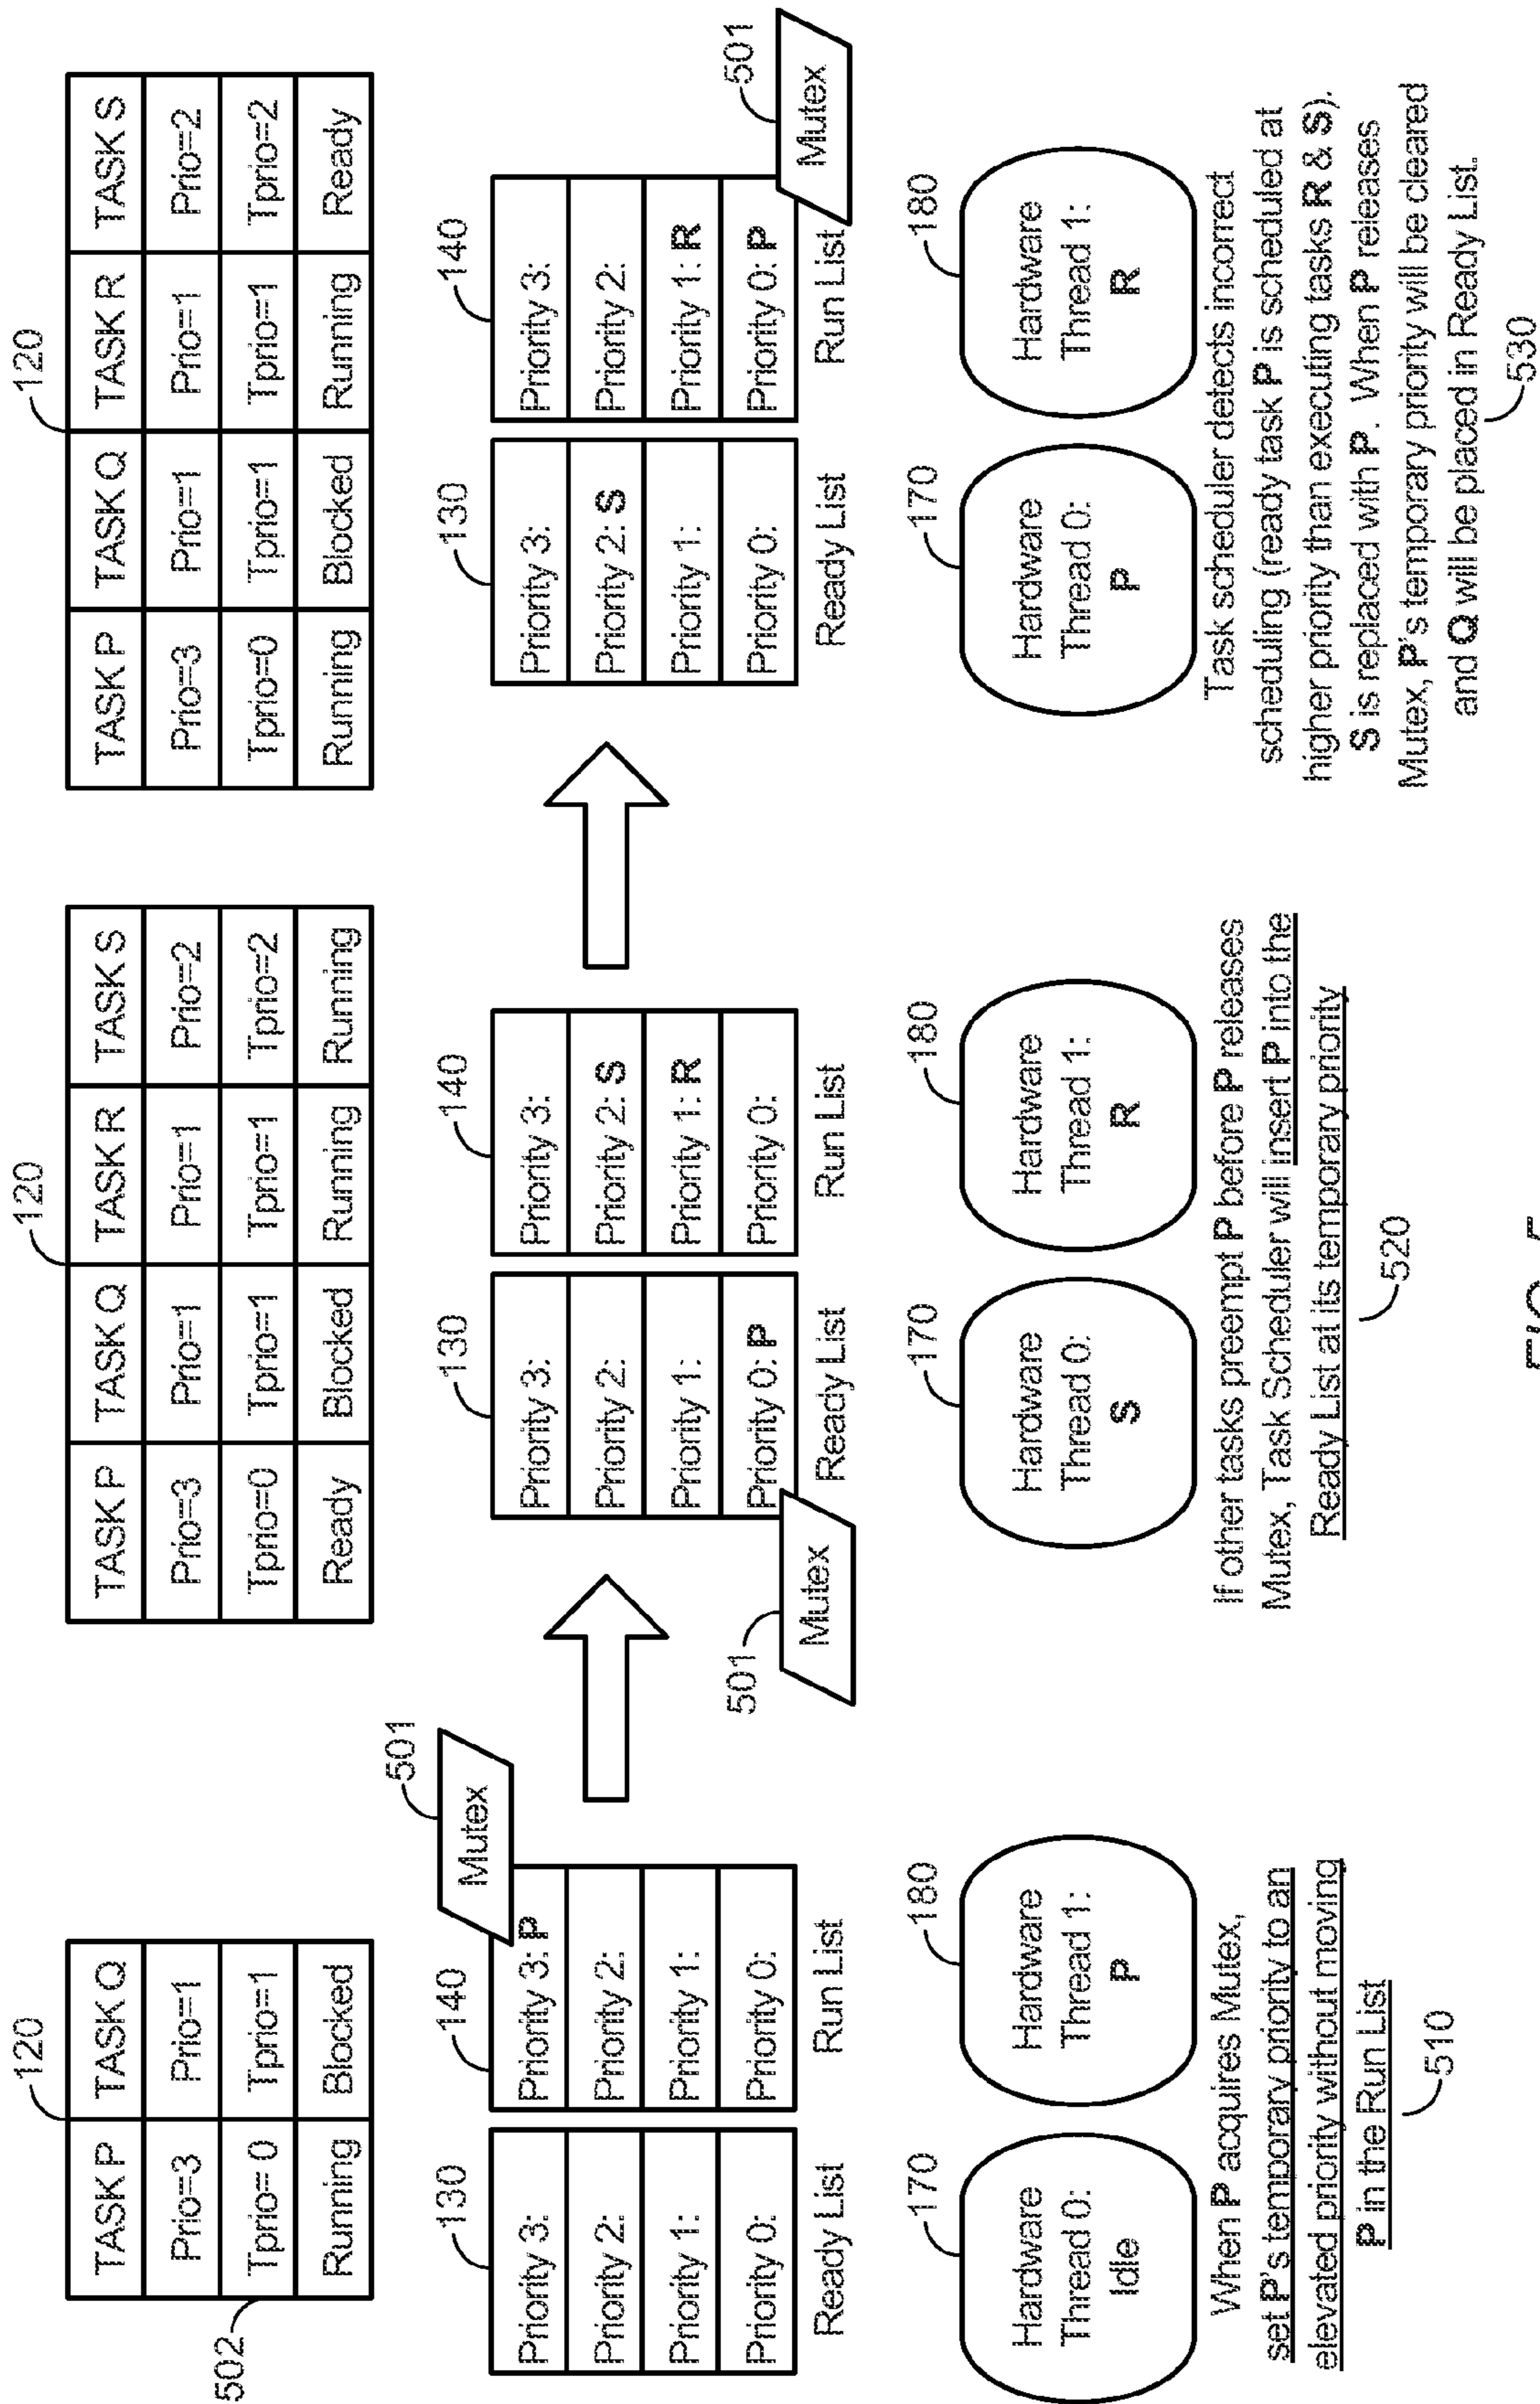 120
TASK P TASK Q
Prio=3 Prio=1
Tprio= 0 Tprio=1
Running Blocked
502
130
Priority 3:
Priority 2:
Priority 1:
Priority 0:
Ready List
140
Priority 3: P
Priority 2:
Priority 1:
Priority 0:
Run List
Mutex
501
170
Hardware
Thread 0:
Idle
180
Hardware
Thread 1:
P
When P acquires Mutex,
set P's temporary priority to an
elevated priority without moving
P in the Run List
510
120
TASK P TASK Q TASK R TASK S
Prio=3 Prio=1 Prio=1 Prio=2
Tprio=0 Tprio=1 Tprio=1 Tprio=2
Ready Blocked Running Running
130
Priority 3:
Priority 2:
Priority 1:
Priority 0: P
Ready List
501
Mutex
140
Priority 3:
Priority 2: S
Priority 1: R
Priority 0:
Run List
170
Hardware
Thread 0:
S
180
Hardware
Thread 1:
R
If other tasks preempt P before P releases
Mutex, Task Scheduler will insert P into the
Ready List at its temporary priority
520
120
TASK P TASK Q TASK R TASK S
Prio=3 Prio=1 Prio=1 Prio=2
Tprio=0 Tprio=1 Tprio=1 Tprio=2
Running Blocked Running Ready
130
Priority 3:
Priority 2: S
Priority 1:
Priority 0:
Ready List
140
Priority 3:
Priority 2:
Priority 1: R
Priority 0: P
Run List
501
Mutex
170
Hardware
Thread 0:
P
180
Hardware
Thread 1:
R
Task scheduler detects incorrect
scheduling (ready task P is scheduled at
higher priority than executing tasks R & S).
S is replaced with P. When P releases
Mutex, P's temporary priority will be cleared
and Q will be placed in Ready List.
530